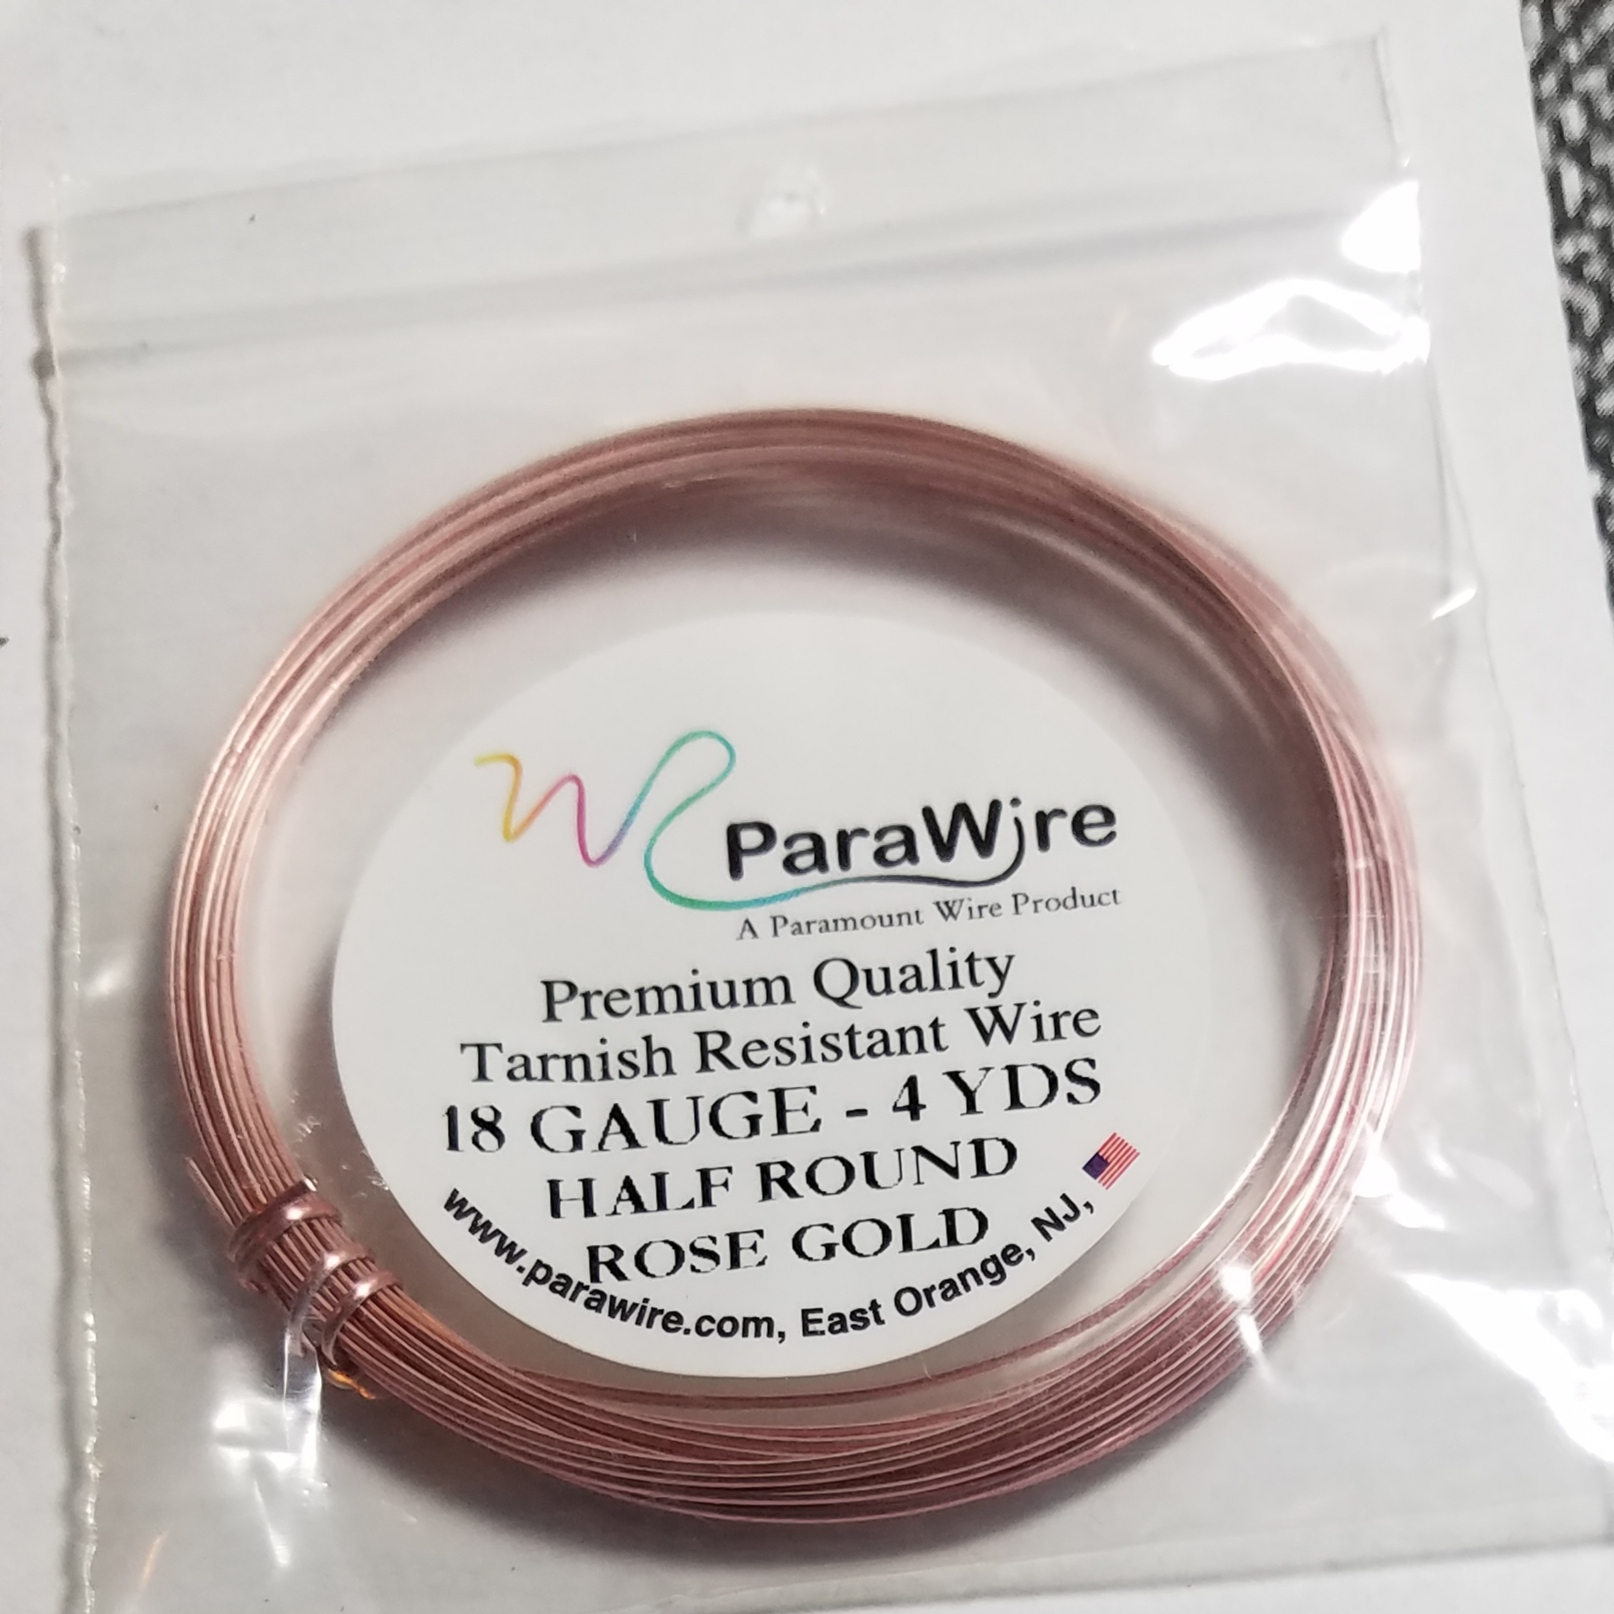 ParaWire
A Paramount Wire Product
Premium Quality
Tarnish Resistant Wire
18 GAUGE - 4 YDS
HALF ROUND
ROSE GOLD
www.parawire.com, East Orange, NJ,